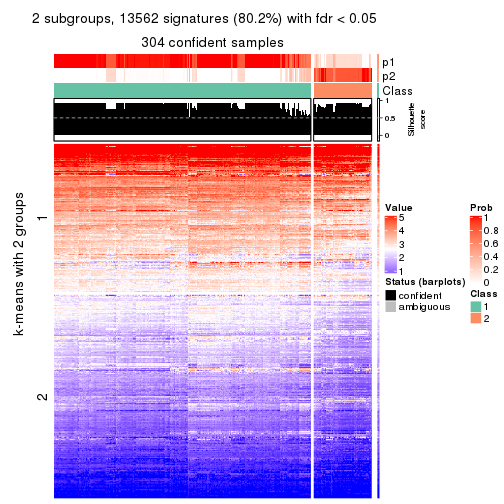 2 subgroups, 13562 signatures (80.2%) with fdr < 0.05
304 confident samples
p1
p2
Class
1
0.5
0
Silhouette
score
k-means with 2 groups
1
2
Value
5
4
3
2
1
Status (barplots)
confident
ambiguous
Prob
1
0.8
0.6
0.4
0.2
0
Class
1
2